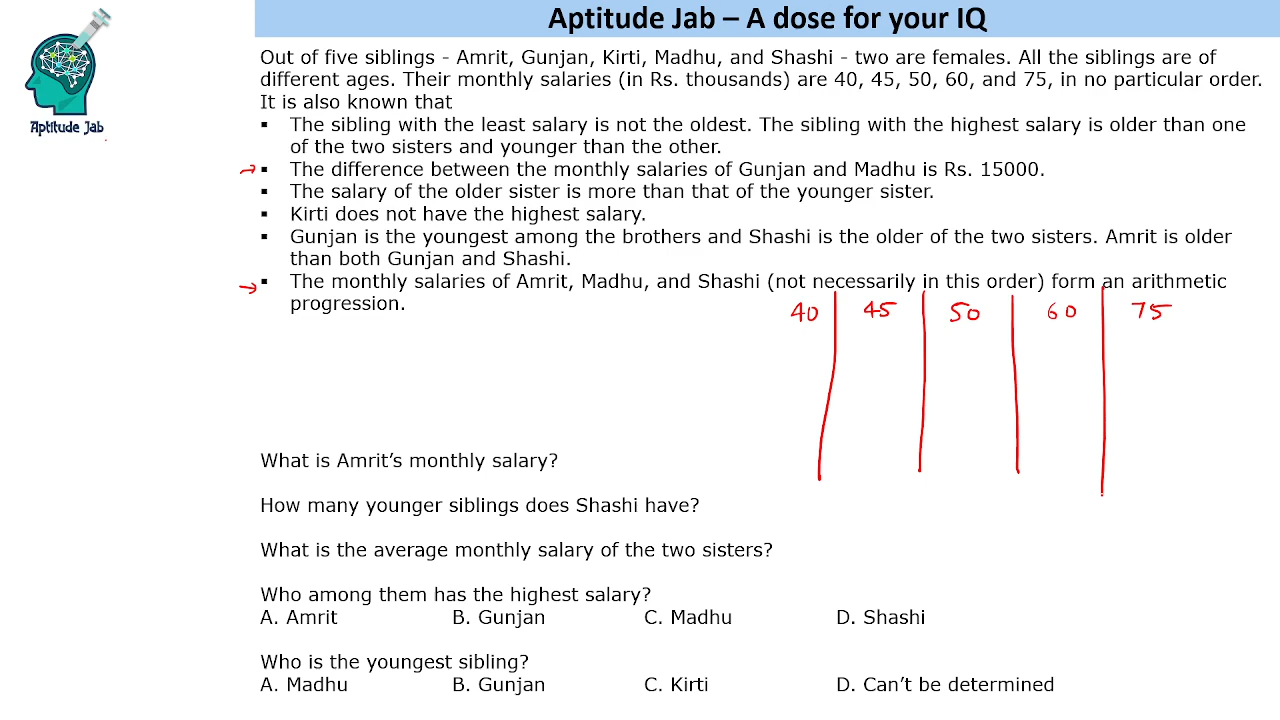 Aptitude Jab – A dose for your IQ
Aptitude Jab
Out of five siblings - Amrit, Gunjan, Kirti, Madhu, and Shashi - two are females. All the siblings are of
different ages. Their monthly salaries (in Rs. thousands) are 40, 45, 50, 60, and 75, in no particular order.
It is also known that
▪ The sibling with the least salary is not the oldest. The sibling with the highest salary is older than one
of the two sisters and younger than the other.
▪ The difference between the monthly salaries of Gunjan and Madhu is Rs. 15000.
▪ The salary of the older sister is more than that of the younger sister.
▪ Kirti does not have the highest salary.
▪ Gunjan is the youngest among the brothers and Shashi is the older of the two sisters. Amrit is older
than both Gunjan and Shashi.
▪ The monthly salaries of Amrit, Madhu, and Shashi (not necessarily in this order) form an arithmetic
progression.
40 45 50 60 75
What is Amrit's monthly salary?
How many younger siblings does Shashi have?
What is the average monthly salary of the two sisters?
Who among them has the highest salary?
A. Amrit B. Gunjan C. Madhu D. Shashi
Who is the youngest sibling?
A. Madhu B. Gunjan C. Kirti D. Can't be determined